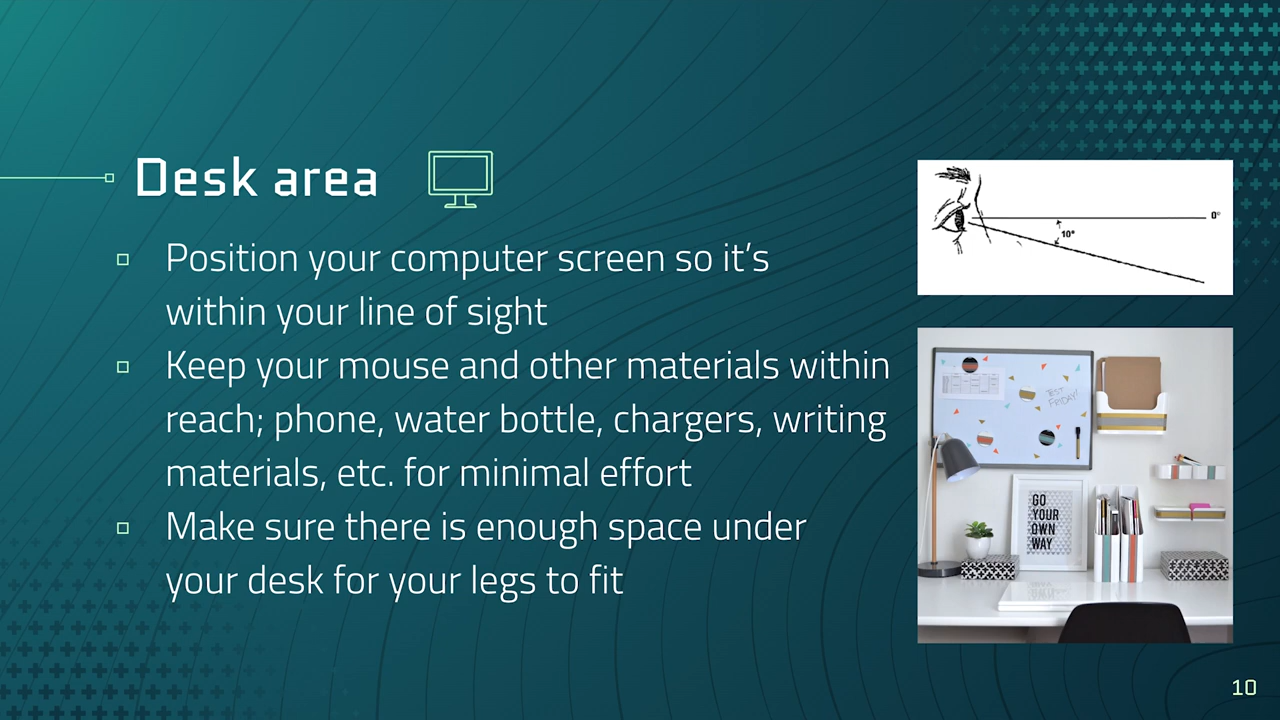 Desk area
Position your computer screen so it's
within your line of sight
Keep your mouse and other materials within
reach; phone, water bottle, chargers, writing
materials, etc. for minimal effort
Make sure there is enough space under
your desk for your legs to fit
0°
10°
TEST
FRIDAY!
GO
YOUR
OWN
WAY
10